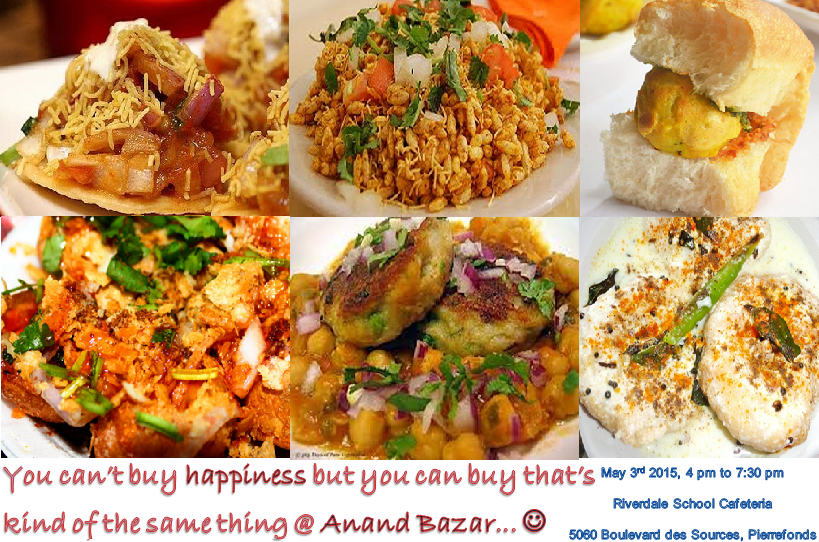 You can't buy happiness but you can buy that's
kind of the same thing @ Anand Bazar... ☺
May 3rd 2015, 4 pm to 7:30 pm
Riverdale School Cafeteria
5060 Boulevard des Sources, Pierrefonds